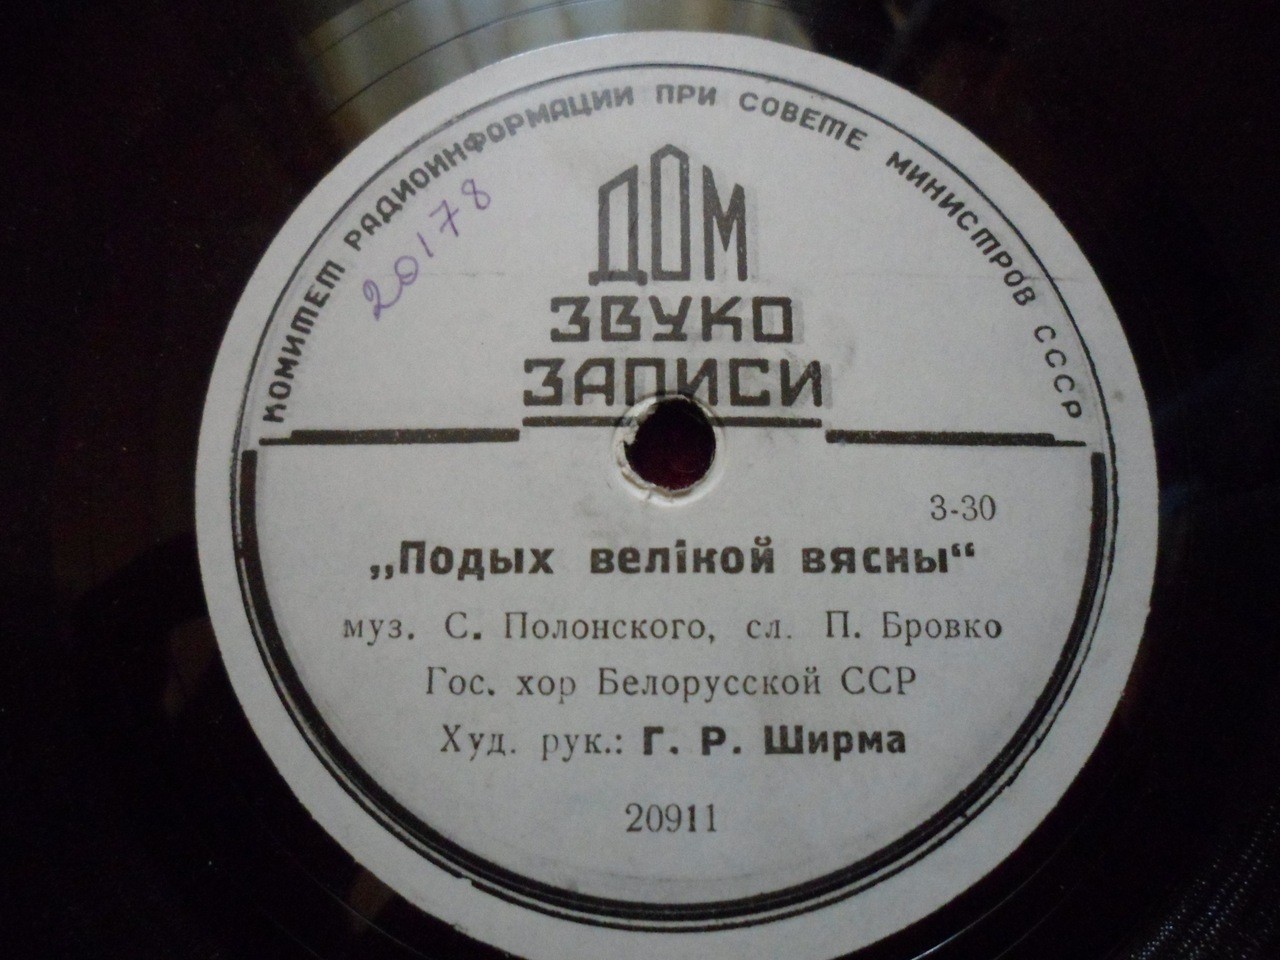 КОМИТЕТ РАДИОИНФОРМАЦИИ ПРИ СОВЕТЕ МИНИСТРОВ СССР
20178
ДОМ
ЗВУКО
ЗАПИСИ
3-30
„Подых велікой вясны“
муз. С. Полонского, сл. П. Бровко
Гос. хор Белорусской ССР
Худ. рук.: Г. Р. Ширма
20911